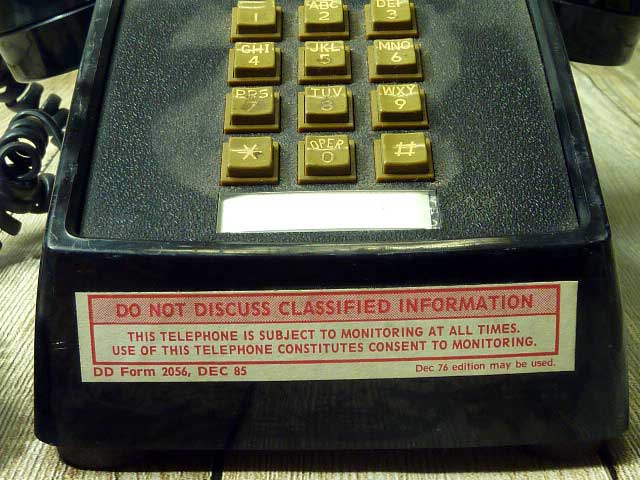 1
ABC
2
DEF
3
GHI
4
JKL
5
MNO
6
PRS
7
TUV
8
WXY
9
*
OPER
0
#
DO NOT DISCUSS CLASSIFIED INFORMATION
THIS TELEPHONE IS SUBJECT TO MONITORING AT ALL TIMES.
USE OF THIS TELEPHONE CONSTITUTES CONSENT TO MONITORING.
DD Form 2056, DEC 85
Dec 76 edition may be used.